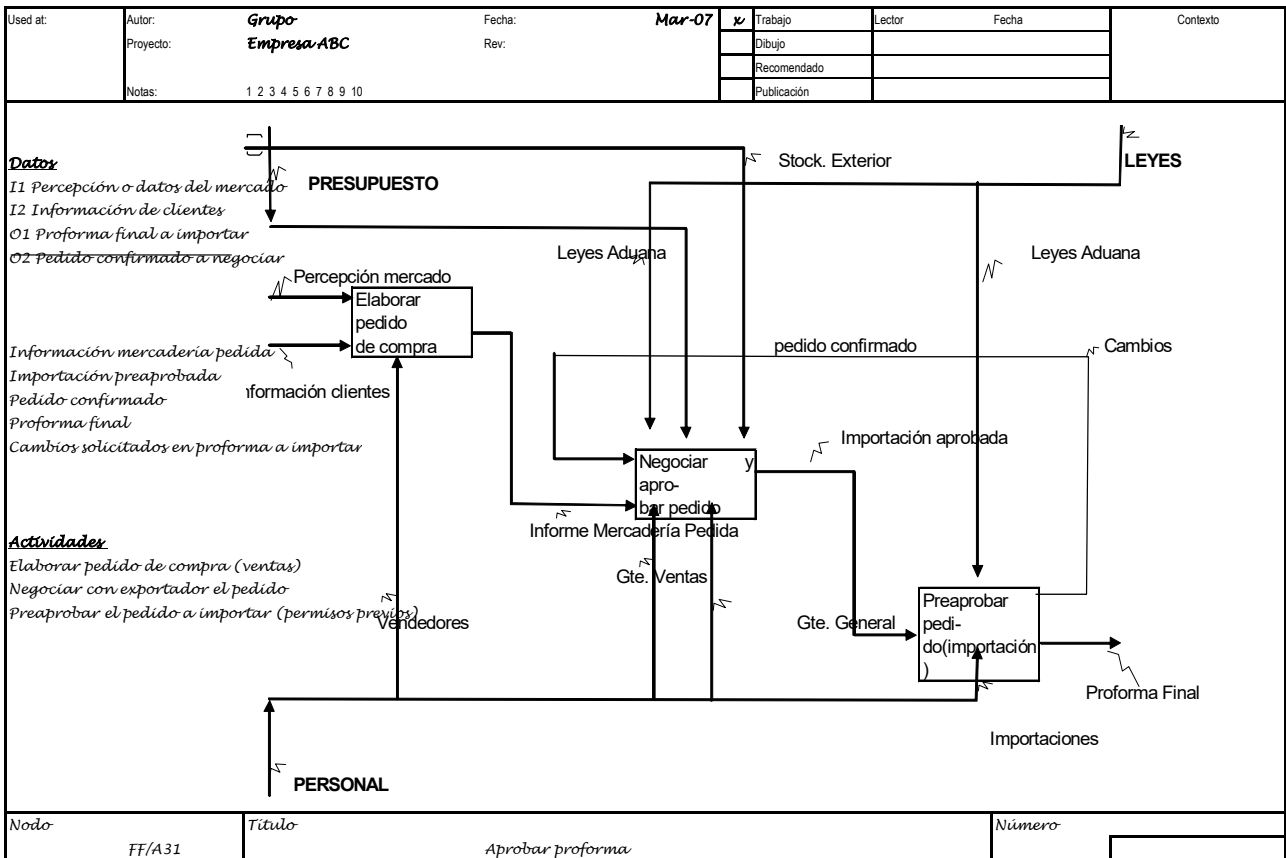 Used at:
Autor: Grupo Fecha: Mar-07 x Trabajo Lector Fecha Contexto
Proyecto: Empresa ABC Rev: Dibujo
Recomendado
Notas: 1 2 3 4 5 6 7 8 9 10 Publicación
Datos
I1 Percepción o datos del mercado
I2 Información de clientes
O1 Proforma final a importar
O2 Pedido confirmado a negociar
Información mercadería pedida
Importación preaprobada
Pedido confirmado
Proforma final
Cambios solicitados en proforma a importar
Actividades
Elaborar pedido de compra (ventas)
Negociar con exportador el pedido
Preaprobar el pedido a importar (permisos previos)
PRESUPUESTO
Stock. Exterior
LEYES
Leyes Aduana
Leyes Aduana
Percepción mercado
Elaborar
pedido
de compra
nformación clientes
pedido confirmado
Cambios
Importación aprobada
Negociar y
apro-
bar pedido
Informe Mercadería Pedida
Gte. Ventas
Vendedores
Gte. General
Preaprobar
pedi-
do(importación
)
Proforma Final
Importaciones
PERSONAL
Nodo Título Número
FF/A31 Aprobar proforma